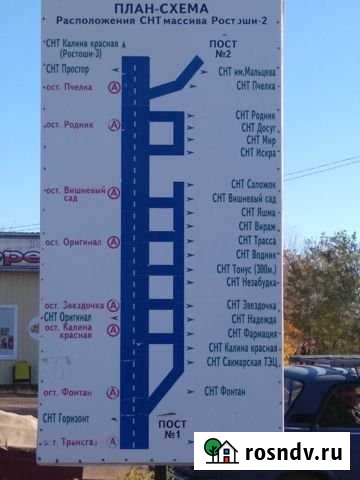 ПЛАН-СХЕМА
Расположения СНТ массива Ростоши-2
СНТ Калина красная
(Ростоши-3)
ПОСТ
№2
СНТ Простор
СНТ им.Мальцева
ост. Пчелка А
СНТ Пчелка
СНТ Родник
ост. Родник А
СНТ Досуг
СНТ Мир
СНТ Искра
СНТ Сапожок
ост. Вишневый А
сад
СНТ Вишневый сад
СНТ Яшма
СНТ Вираж
ост. Оригинал А
СНТ Трасса
СНТ Водник
СНТ Тонус (300м.)
СНТ Незабудка
ост. Звездочка А
СНТ Звездочка
СНТ Оригинал
СНТ Надежда
ост. Калина А
красная
СНТ Фармация
СНТ Калина красная
СНТ Сакмарская ТЭЦ
ост. Фонтан А
СНТ Фонтан
СНТ Горизонт
ПОСТ
№1
А
rosndv.ru